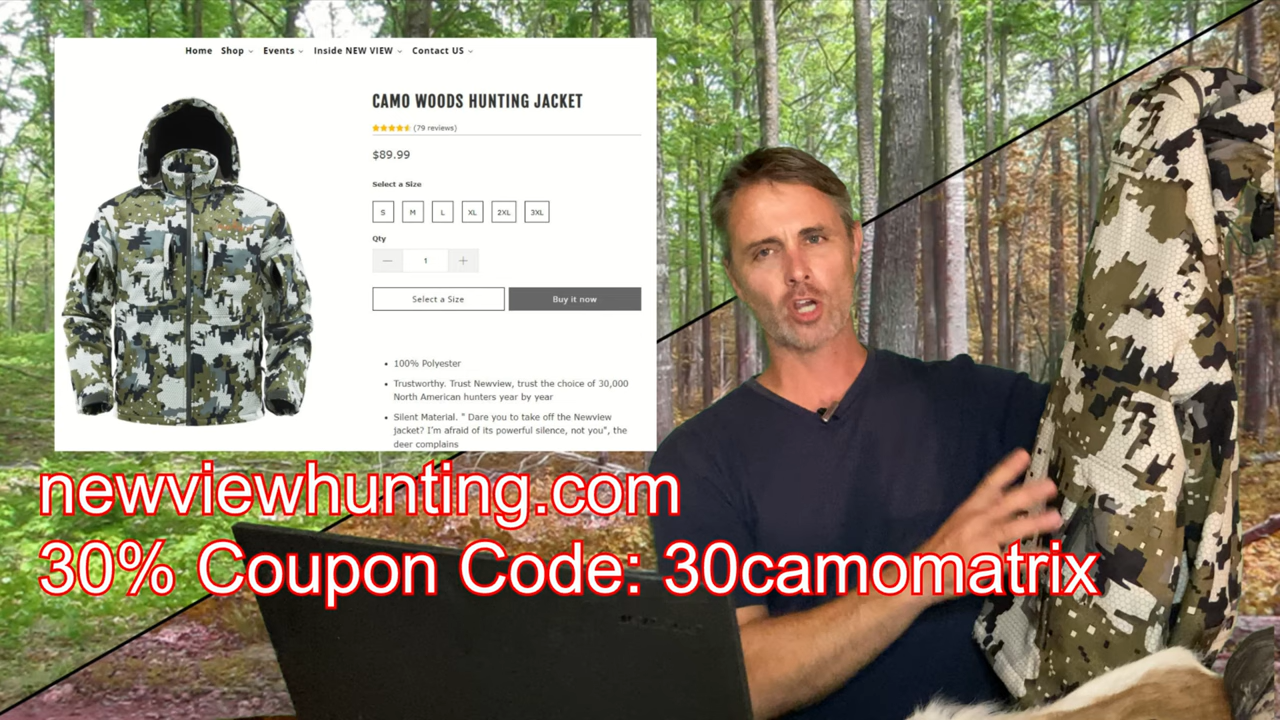 Home Shop Events Inside NEW VIEW Contact US
CAMO WOODS HUNTING JACKET
(79 reviews)
$89.99
Select a Size
S M L XL 2XL 3XL
Qty
1
Select a Size Buy it now
100% Polyester
Trustworthy. Trust Newview, trust the choice of 30,000
North American hunters year by year
Silent Material. " Dare you to take off the Newview
jacket? I'm afraid of its powerful silence, not you", the
deer complains
newviewhunting.com
30% Coupon Code: 30camomatrix